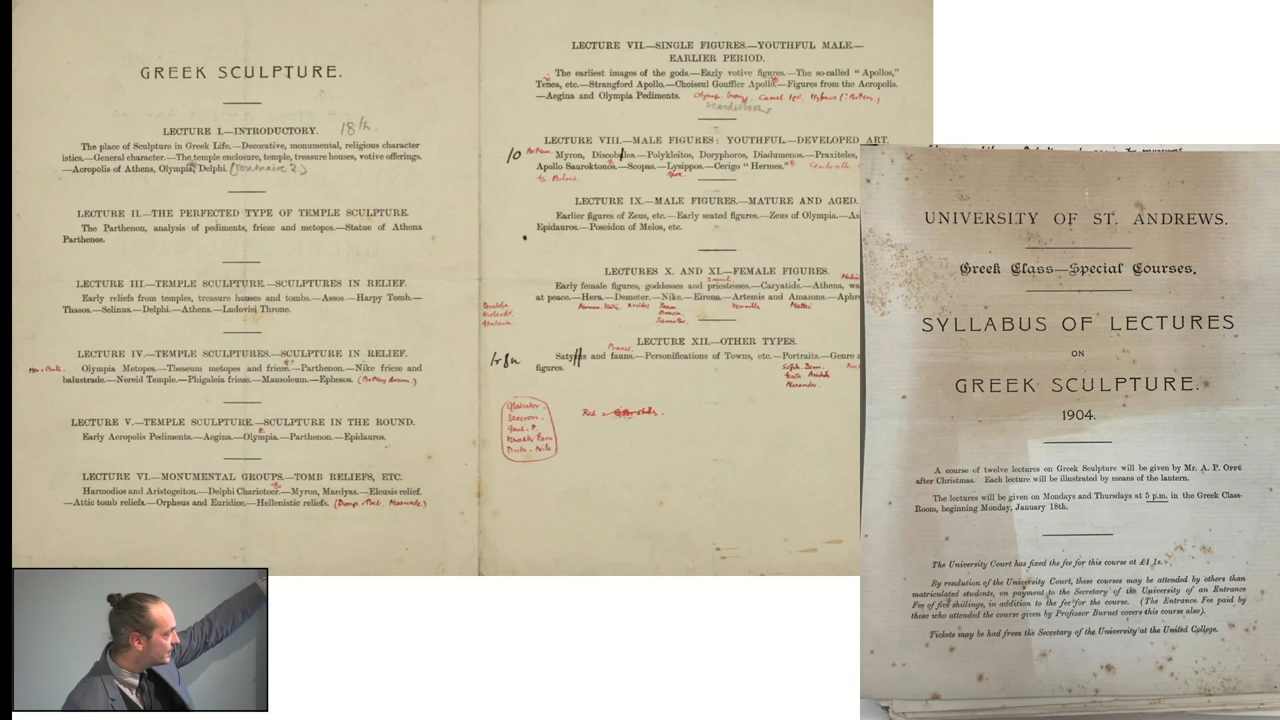 GREEK SCULPTURE.
LECTURE I.—INTRODUCTORY.
The place of Sculpture in Greek Life.—Decorative, monumental, religious character
istics.—General character.—The temple enclosure, temple, treasure houses, votive offerings.
—Acropolis of Athens, Olympia, Delphi.
LECTURE II.—THE PERFECTED TYPE OF TEMPLE SCULPTURE.
The Parthenon, analysis of pediments, frieze and metopes.—Statue of Athena
Parthenos.
LECTURE III.—TEMPLE SCULPTURE.—SCULPTURES IN RELIEF.
Early reliefs from temples, treasure houses and tombs.—Assos—Harpy Tomb.—
Thasos.—Selinus.—Delphi.—Athens.—Ludovisi Throne.
LECTURE IV.—TEMPLE SCULPTURES.—SCULPTURE IN RELIEF.
Olympia Metopes.—Theseum metopes and frieze.—Parthenon.—Nike frieze and
balustrade.—Nereid Temple.—Phigaleia frieze.—Mausoleum.—Ephesos.
LECTURE V.—TEMPLE SCULPTURE.—SCULPTURE IN THE ROUND.
Early Acropolis Pediments.—Aegina.—Olympia.—Parthenon.—Epidauros.
LECTURE VI.—MONUMENTAL GROUPS.—TOMB RELIEFS, ETC.
Harmodios and Aristogeiton.—Delphi Charioteer.—Myron, Mardyas.—Eleusis relief.
—Attic tomb reliefs.—Orpheus and Euridice.—Hellenistic reliefs.
LECTURE VII.—SINGLE FIGURES.—YOUTHFUL MALE.—
EARLIER PERIOD.
The earliest images of the gods.—Early votive figures.—The so-called "Apollos,"
Tenea, etc.—Strangford Apollo.—Choiseul Gouffier Apollo.—Figures from the Acropolis.
—Aegina and Olympia Pediments.
LECTURE VIII.—MALE FIGURES: YOUTHFUL—DEVELOPED ART.
10
Myron, Discobolos.—Polykleitos, Doryphoros, Diadumenos.—Praxiteles,
Apollo Sauroktonos.—Scopas.—Lysippos.—Cerigo "Hermes."
LECTURE IX.—MALE FIGURES.—MATURE AND AGED.
Earlier figures of Zeus, etc.—Early seated figures.—Zeus of Olympia.—As
Epidauros.—Poseidon of Melos, etc.
LECTURES X. AND XI.—FEMALE FIGURES.
Early female figures, goddesses and priestesses.—Caryatids.—Athena, wa
at peace.—Hera.—Demeter.—Nike.—Eirena.—Artemis and Amazons.—Aphro
LECTURE XII.—OTHER TYPES.
Satyrs and fauns.—Personifications of Towns, etc.—Portraits.—Genre
figures.
UNIVERSITY OF ST. ANDREWS.
Greek Class—Special Courses.
SYLLABUS OF LECTURES
ON
GREEK SCULPTURE.
1904.
A course of twelve lectures on Greek Sculpture will be given by Mr. A. P. OPPÉ
after Christmas. Each lecture will be illustrated by means of the lantern.
The lectures will be given on Mondays and Thursdays at 5 p.m. in the Greek Class-
Room, beginning Monday, January 18th.
The University Court has fixed the fee for this course at £1 1s.
By resolution of the University Court, these courses may be attended by others than
matriculated students, on payment to the Secretary of the University of an Entrance
Fee of five shillings, in addition to the fee for the course. (The Entrance Fee paid by
those who attended the course given by Professor Burnet covers this course also).
Tickets may be had from the Secretary of the University at the United College.